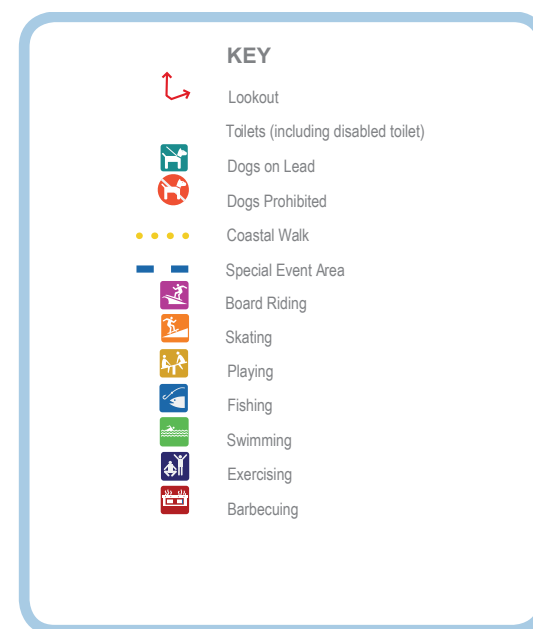 KEY
Lookout
Toilets (including disabled toilet)
Dogs on Lead
Dogs Prohibited
Coastal Walk
Special Event Area
Board Riding
Skating
Playing
Fishing
Swimming
Exercising
Barbecuing